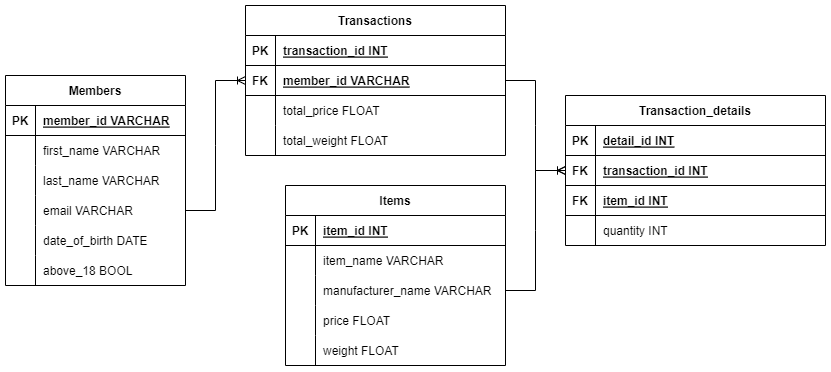 Transactions
PK transaction_id INT
FK member_id VARCHAR
total_price FLOAT
total_weight FLOAT
Members
PK member_id VARCHAR
first_name VARCHAR
last_name VARCHAR
email VARCHAR
date_of_birth DATE
above_18 BOOL
Items
PK item_id INT
item_name VARCHAR
manufacturer_name VARCHAR
price FLOAT
weight FLOAT
Transaction_details
PK detail_id INT
FK transaction_id INT
FK item_id INT
quantity INT